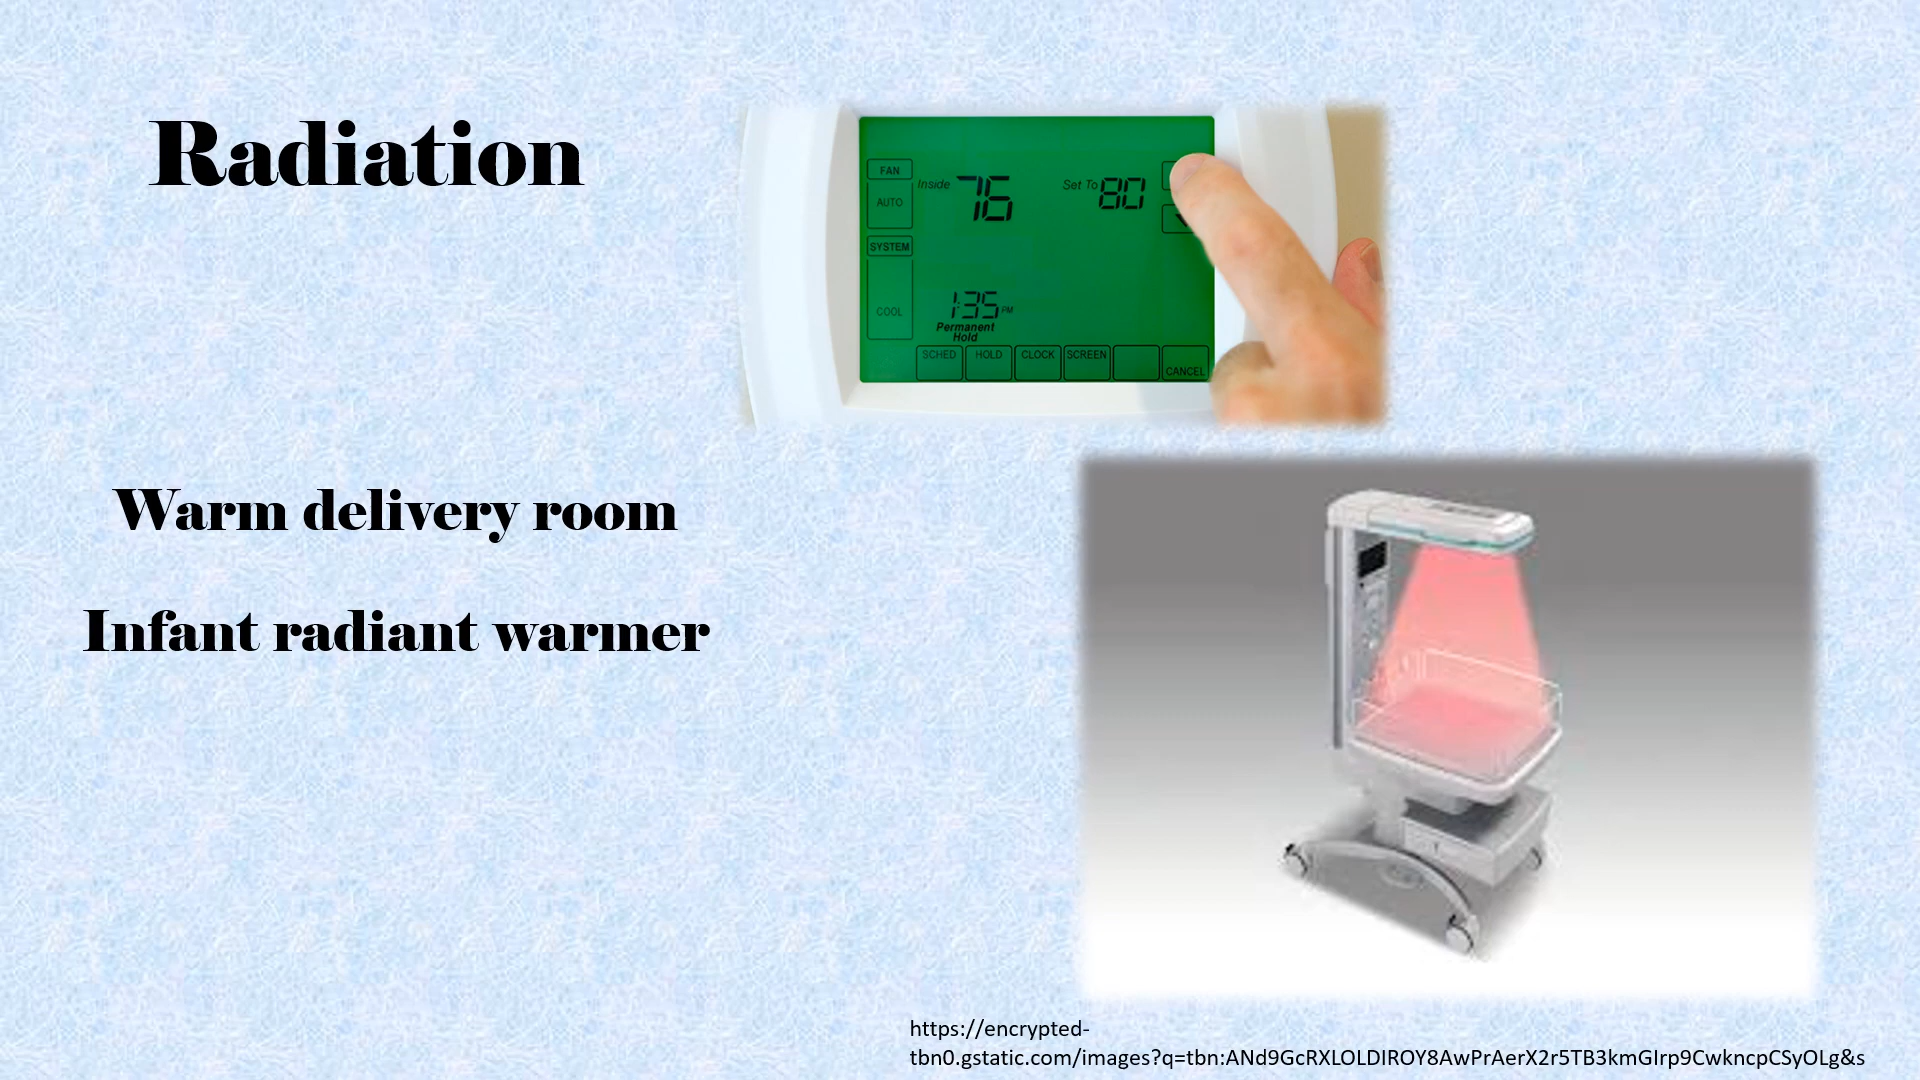 Radiation
FAN
Inside 76 Set To 80
AUTO
SYSTEM
COOL
1:35 PM
Permanent
Hold
SCHED HOLD CLOCK SCREEN CANCEL
Warm delivery room
Infant radiant warmer
https://encrypted-
tbn0.gstatic.com/images?q=tbn:ANd9GcRXLOLDIROY8AwPrAerX2r5TB3kmGIrp9CwkncpCSyOLg&s